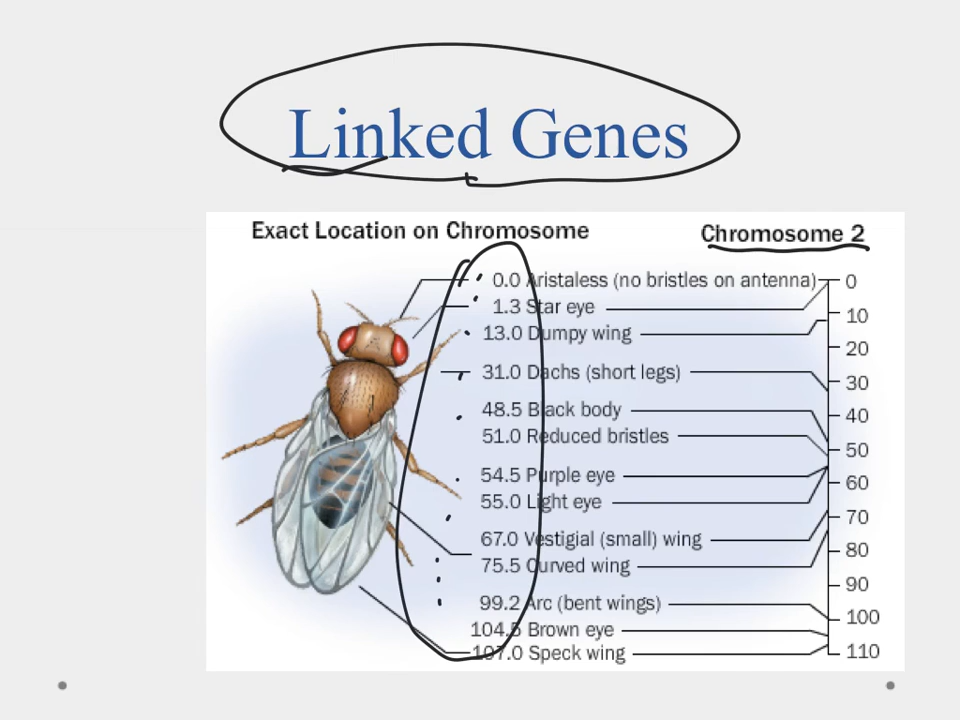 Linked Genes
Exact Location on Chromosome
Chromosome 2
0.0 Aristaless (no bristles on antenna)
1.3 Star eye
13.0 Dumpy wing
31.0 Dachs (short legs)
48.5 Black body
51.0 Reduced bristles
54.5 Purple eye
55.0 Light eye
67.0 Vestigial (small) wing
75.5 Curved wing
99.2 Arc (bent wings)
104.5 Brown eye
107.0 Speck wing
0
10
20
30
40
50
60
70
80
90
100
110